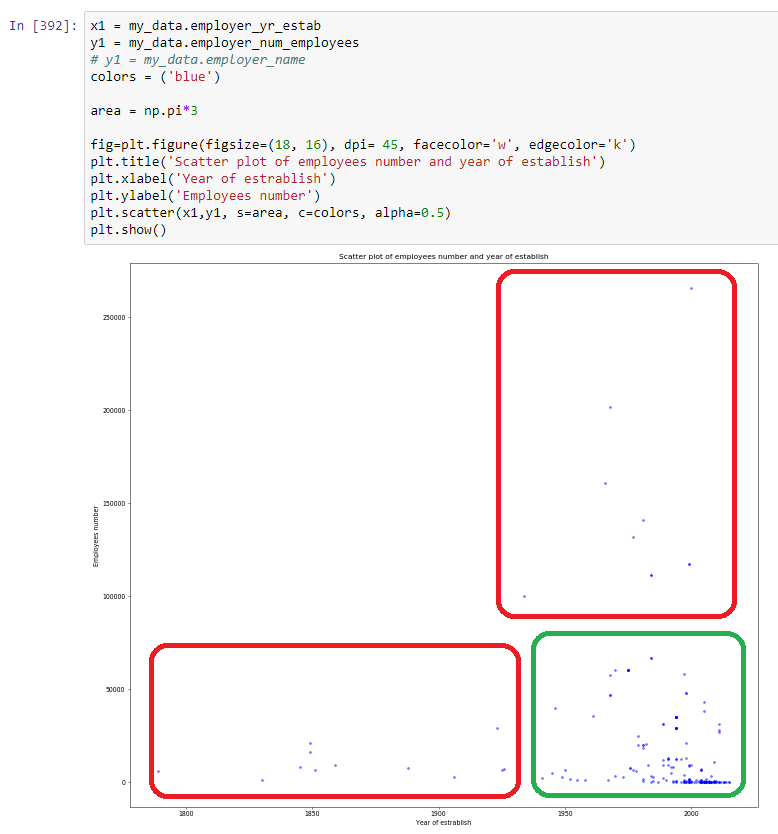 In [392]: x1 = my_data.employer_yr_estab
y1 = my_data.employer_num_employees
# y1 = my_data.employer_name
colors = ('blue')
area = np.pi*3
fig=plt.figure(figsize=(18, 16), dpi= 45, facecolor='w', edgecolor='k')
plt.title('Scatter plot of employees number and year of establish')
plt.xlabel('Year of estrablish')
plt.ylabel('Employees number')
plt.scatter(x1,y1, s=area, c=colors, alpha=0.5)
plt.show()
Scatter plot of employees number and year of establish
250000
200000
150000
100000
50000
0
Employees number
1800 1850 1900 1950 2000
Year of estrablish